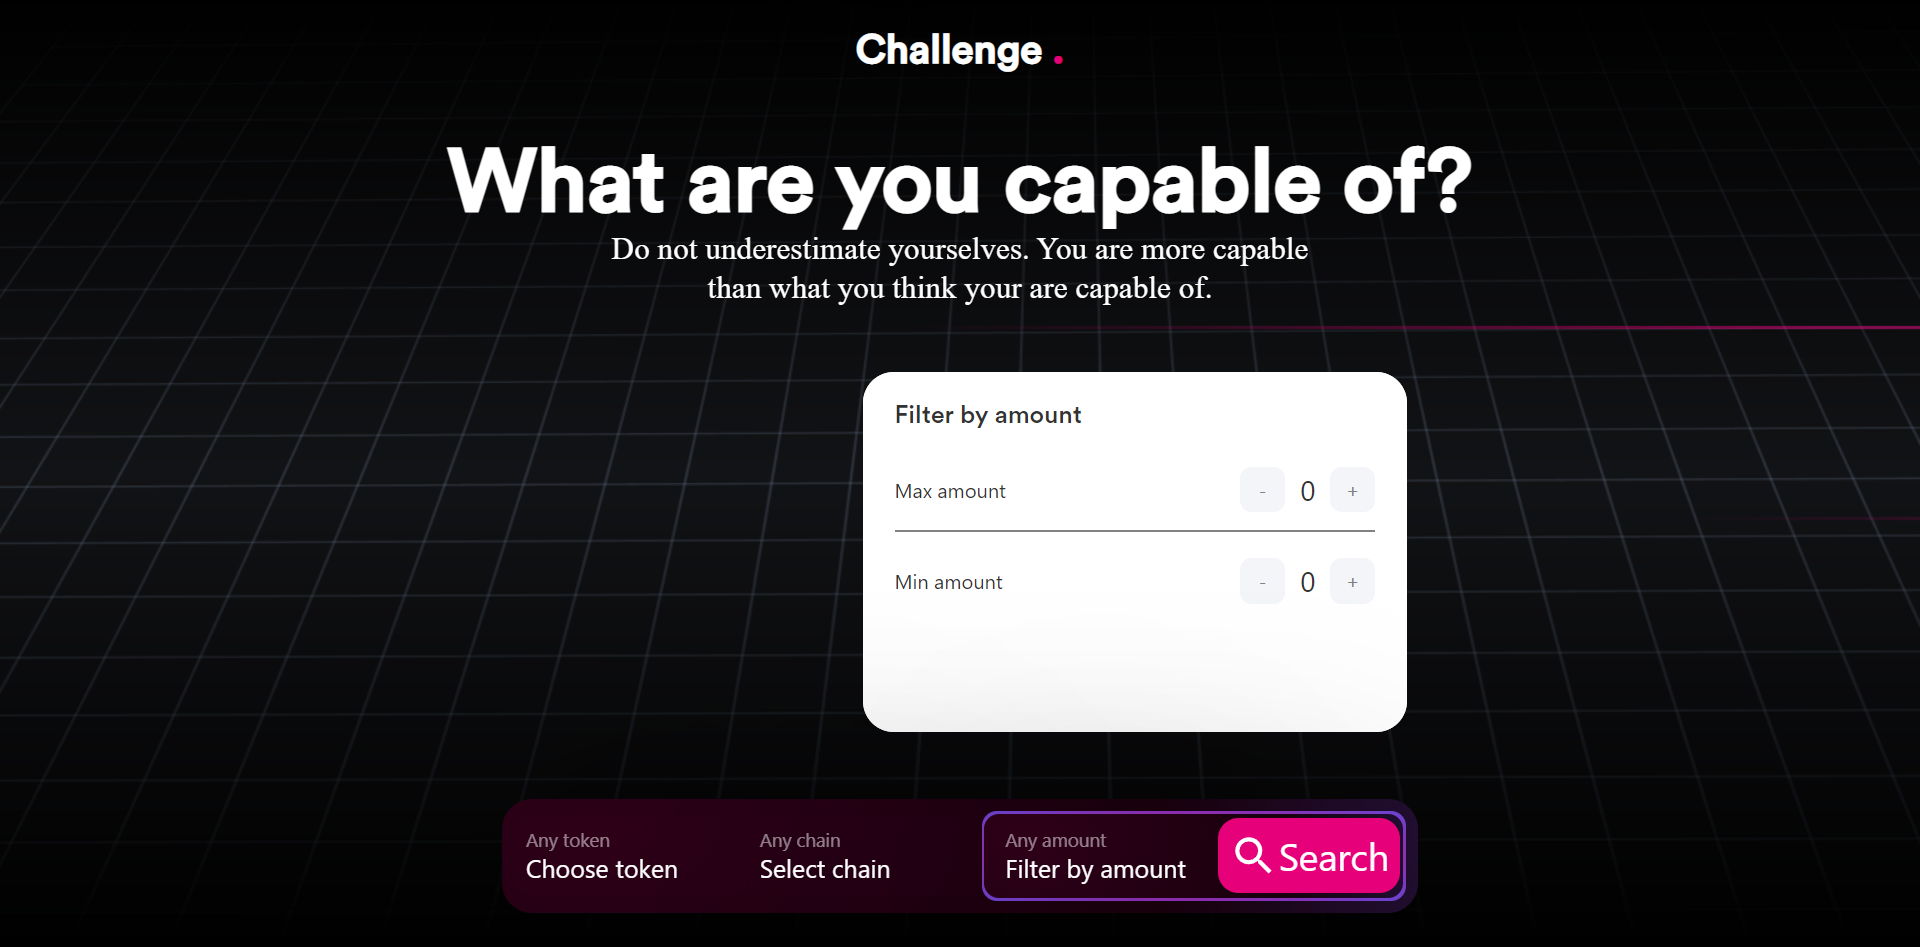 Challenge .
What are you capable of?
Do not underestimate yourselves. You are more capable
than what you think your are capable of.
Filter by amount
Max amount - 0 +
Min amount - 0 +
Any token
Choose token
Any chain
Select chain
Any amount
Filter by amount
Search